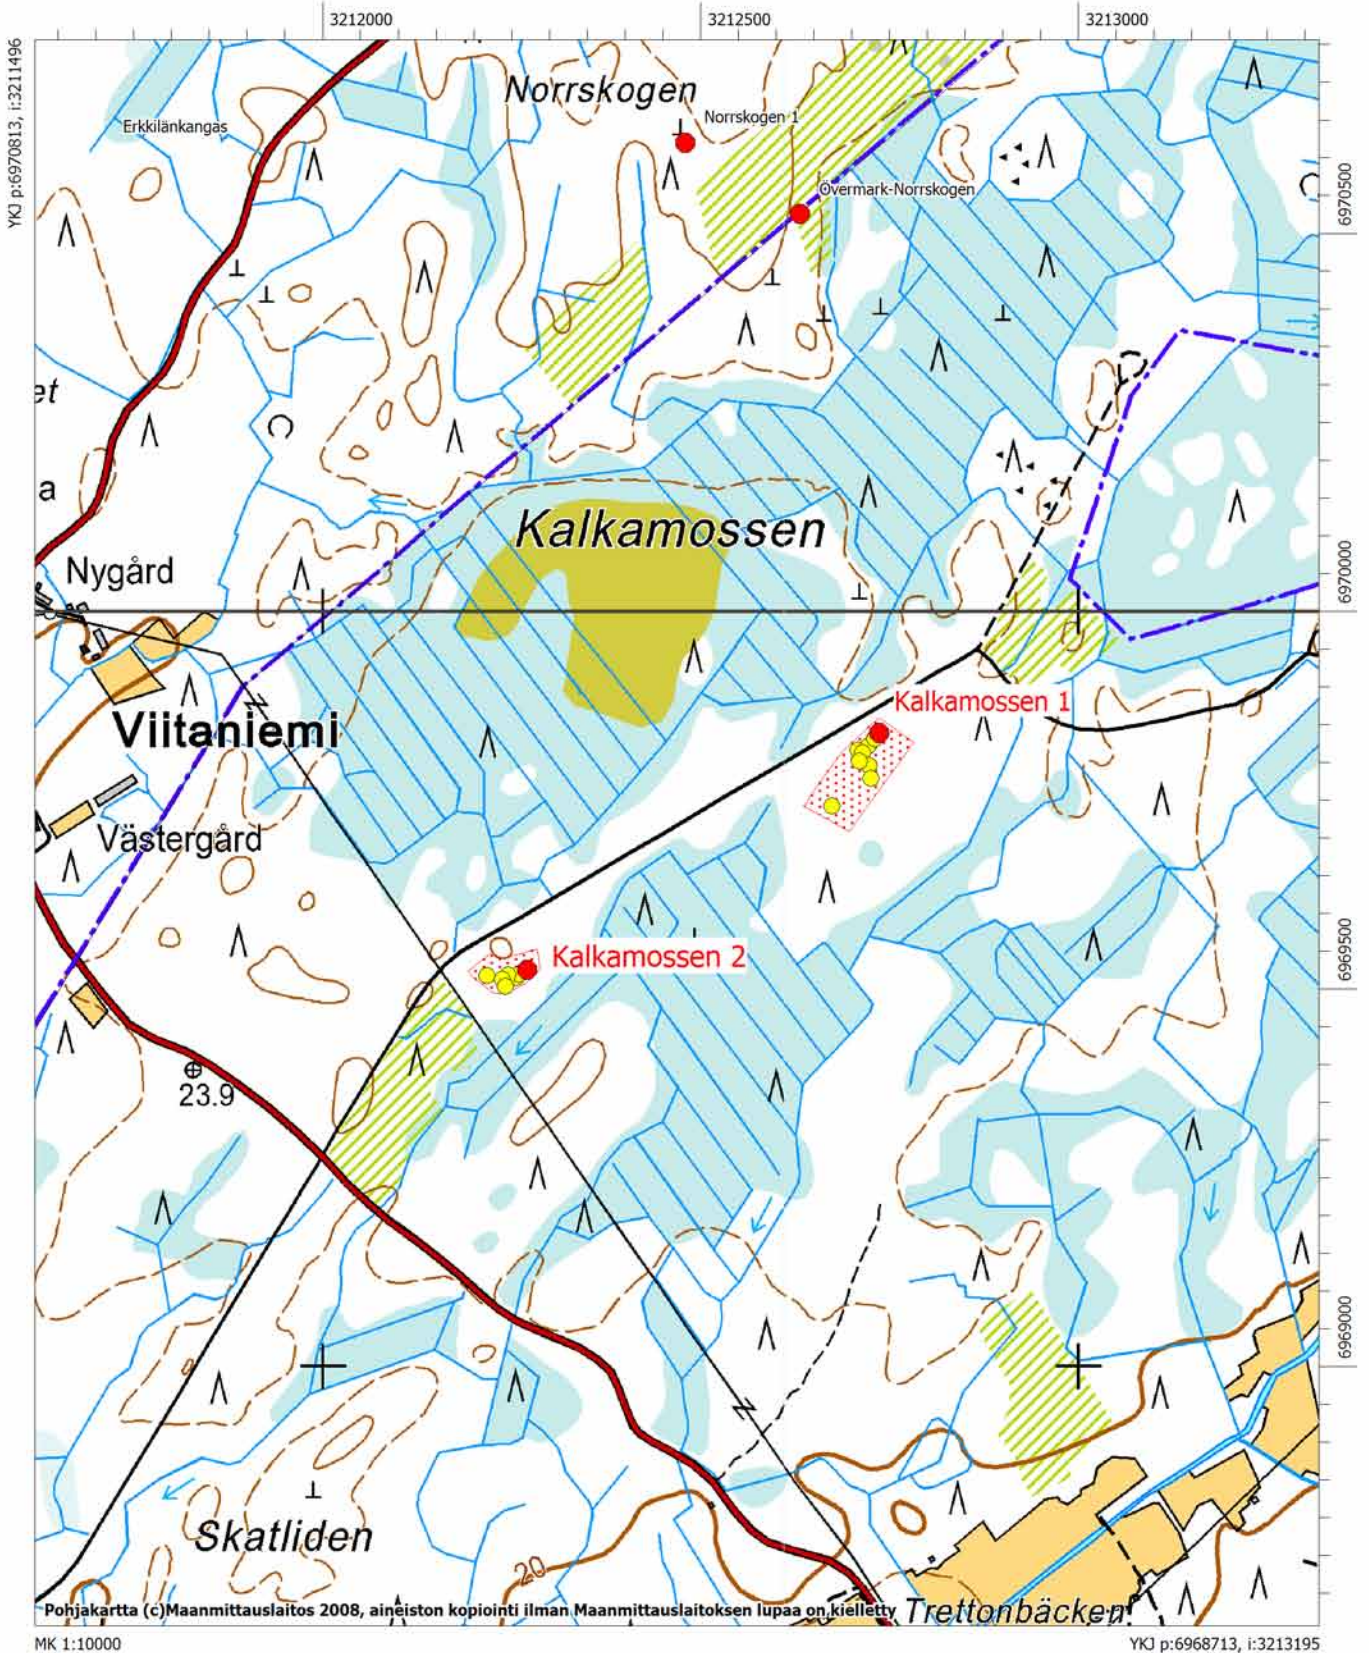 3212000
3212500
3213000
YKJ p:6970813, i:3211496
Norrskogen
Norrskogen 1
Erkkilänkangas
Övermark-Norrskogen
6970500
et
a
Kalkamossen
Nygård
6970000
Kalkamossen 1
Viitaniemi
Västergård
Kalkamossen 2
6969500
23.9
6969000
Skatliden
20
Pohjakartta (c)Maanmittauslaitos 2008, aineiston kopiointi ilman Maanmittauslaitoksen lupaa on kielletty
Trettonbäcken
MK 1:10000
YKJ p:6968713, i:3213195